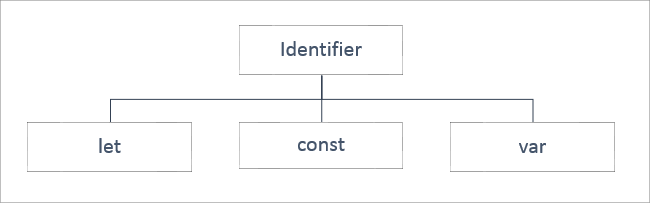 Identifier
let
const
var